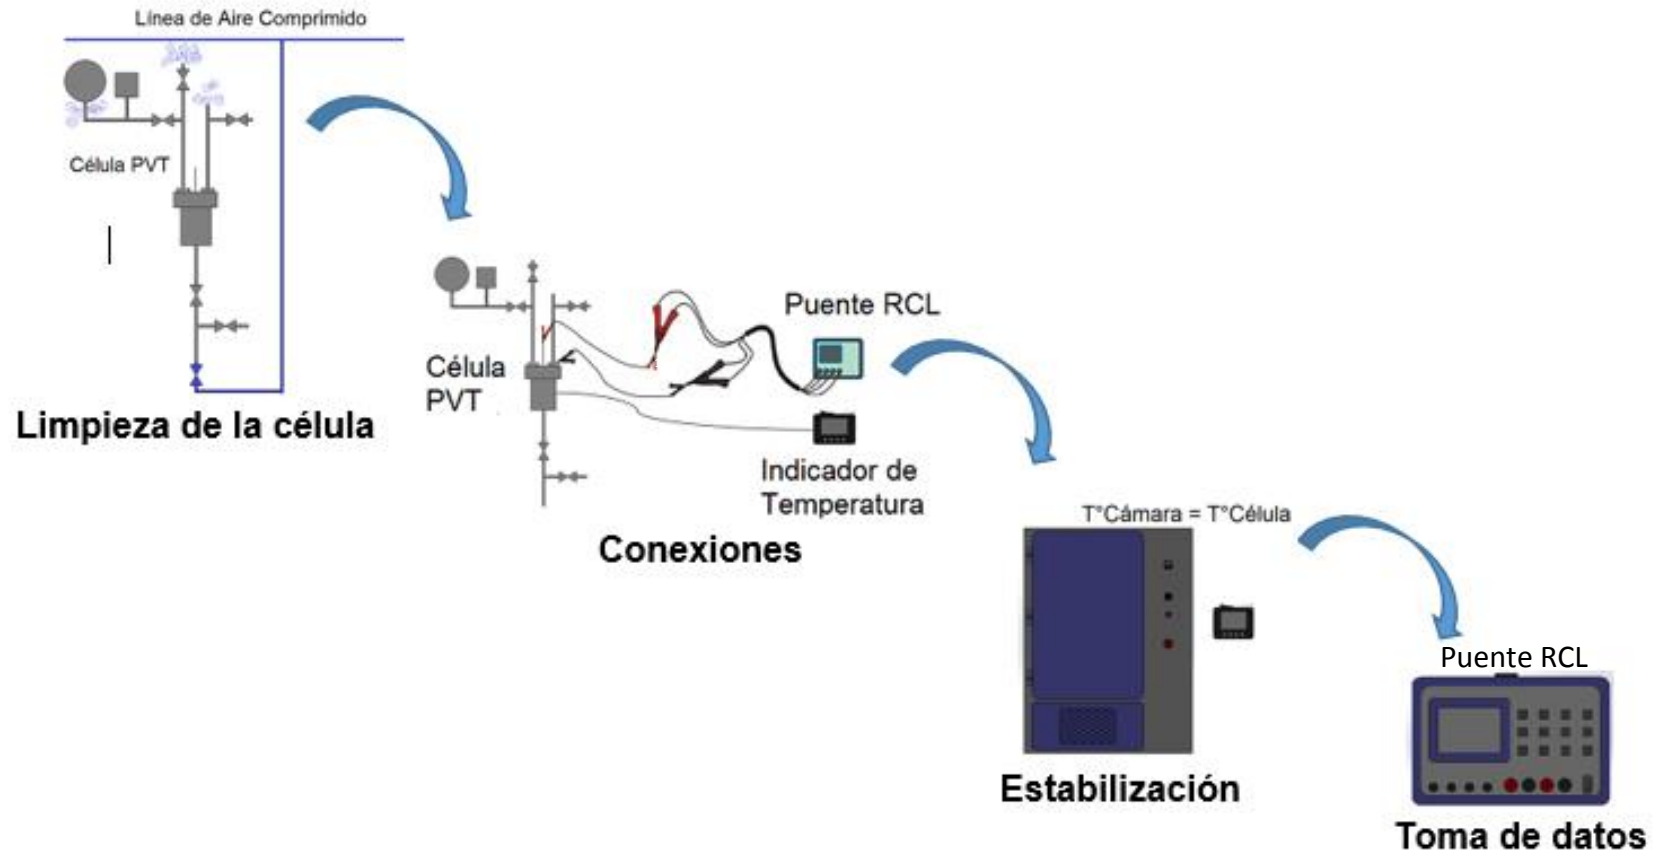 Línea de Aire Comprimido
Célula PVT
Limpieza de la célula
Célula
PVT
Puente RCL
Indicador de
Temperatura
Conexiones
T°Cámara = T°Célula
Estabilización
Puente RCL
Toma de datos